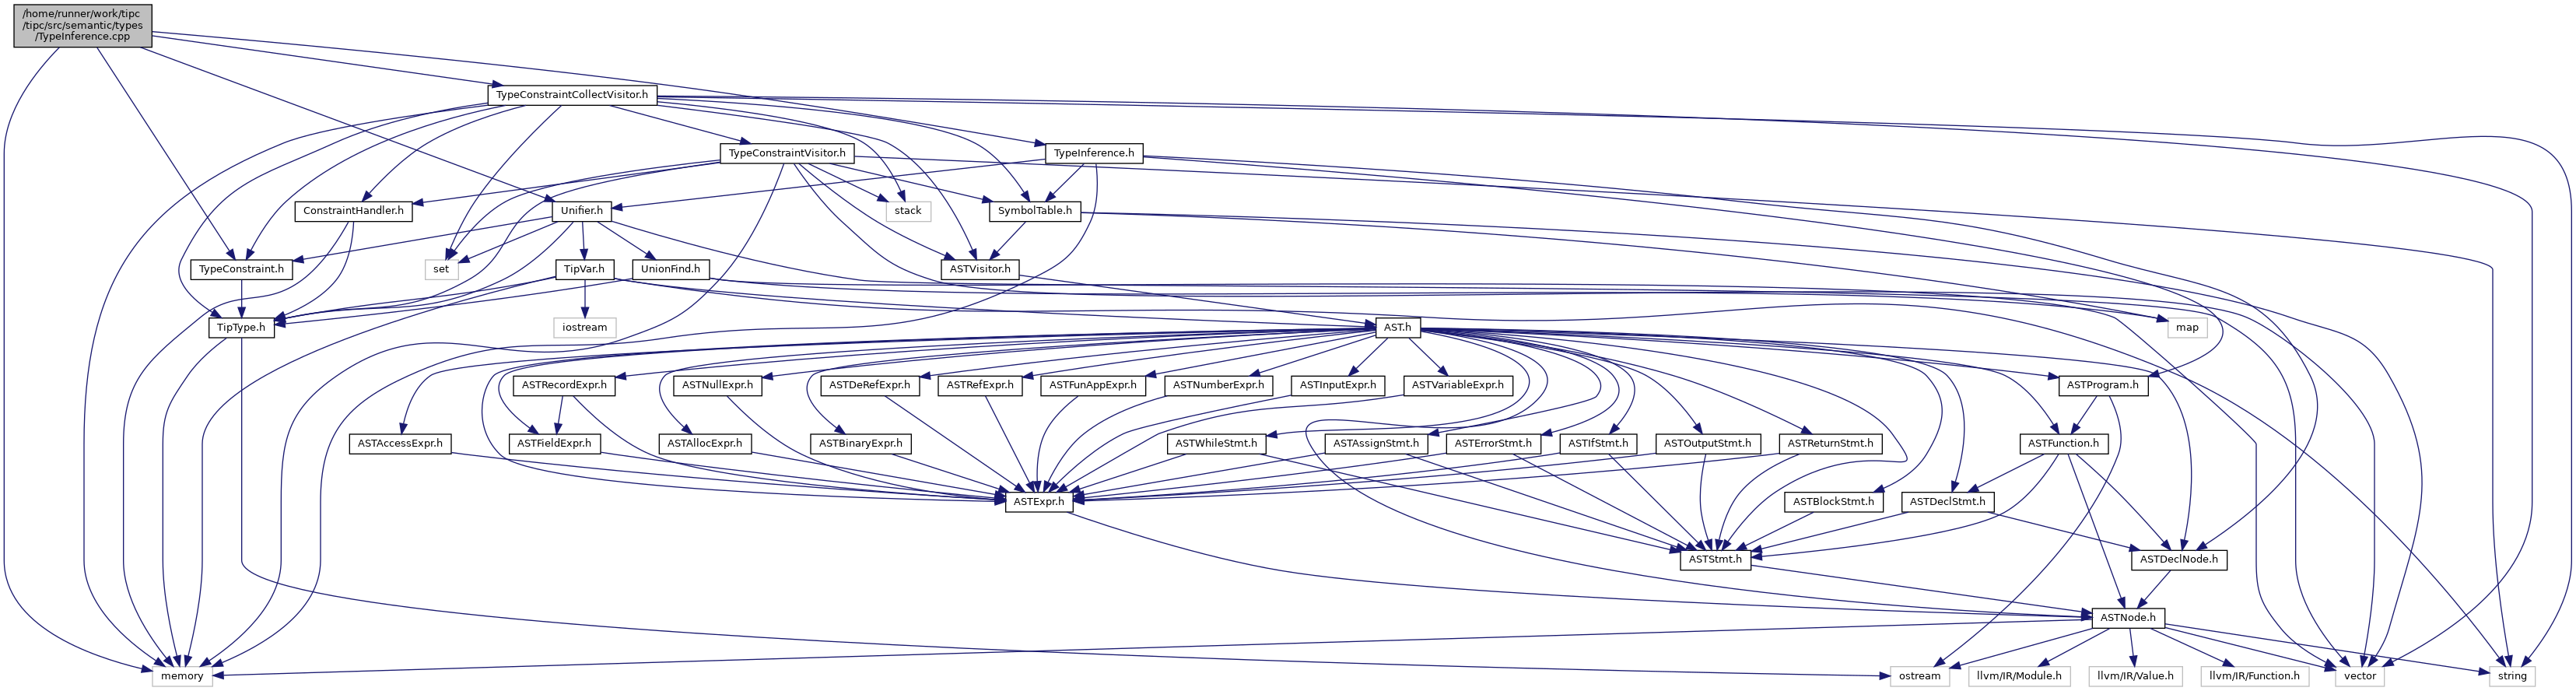 /home/runner/work/tipc
/tipc/src/semantic/types
/TypeInference.cpp
TypeConstraintCollectVisitor.h
TypeConstraintVisitor.h
TypeInference.h
ConstraintHandler.h
Unifier.h
stack
SymbolTable.h
TypeConstraint.h
set
TipVar.h
UnionFind.h
ASTVisitor.h
TipType.h
iostream
AST.h
map
ASTRecordExpr.h
ASTNullExpr.h
ASTDeRefExpr.h
ASTRefExpr.h
ASTFunAppExpr.h
ASTNumberExpr.h
ASTInputExpr.h
ASTVariableExpr.h
ASTProgram.h
ASTAccessExpr.h
ASTFieldExpr.h
ASTAllocExpr.h
ASTBinaryExpr.h
ASTWhileStmt.h
ASTAssignStmt.h
ASTErrorStmt.h
ASTIfStmt.h
ASTOutputStmt.h
ASTReturnStmt.h
ASTFunction.h
ASTExpr.h
ASTBlockStmt.h
ASTDeclStmt.h
ASTStmt.h
ASTDeclNode.h
ASTNode.h
memory
ostream
llvm/IR/Module.h
llvm/IR/Value.h
llvm/IR/Function.h
vector
string